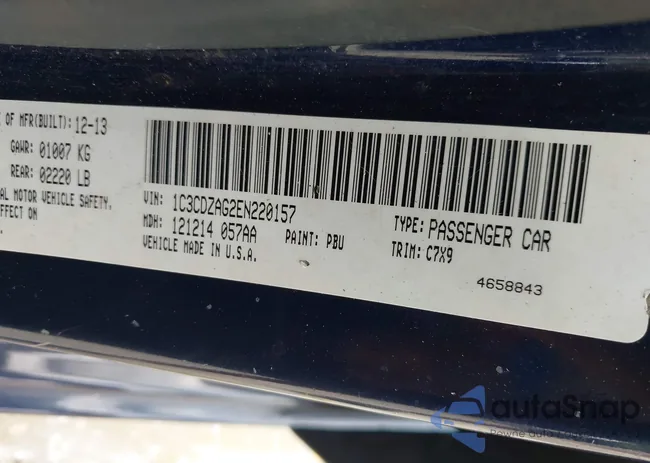 E OF MFR(BUILT): 12-13
GAWR: 01007 KG
REAR: 02220 LB
AL MOTOR VEHICLE SAFETY.
EFFECT ON
VIN: 1C3CDZAG2EN220157
MDH: 121214 057AA PAINT: PBU
VEHICLE MADE IN U.S.A.
TYPE: PASSENGER CAR
TRIM: C7X9
4658843
autoSnap